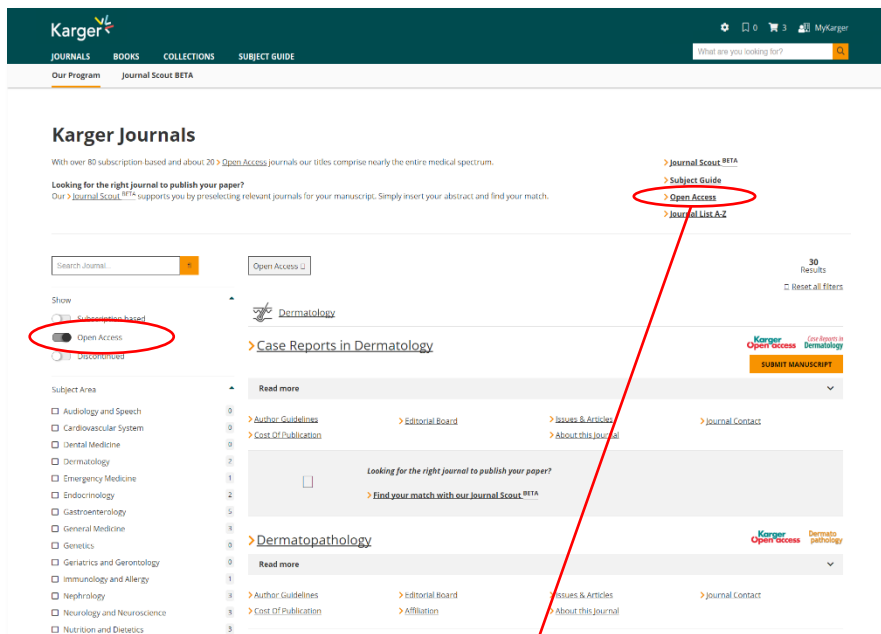 Karger
0
3
MyKarger
JOURNALS BOOKS COLLECTIONS SUBJECT GUIDE
What are you looking for?
Our Program Journal Scout BETA
Karger Journals
With over 80 subscription-based and about 20 > Open Access journals our titles comprise nearly the entire medical spectrum.
Looking for the right journal to publish your paper?
Our > Journal Scout BETA supports you by preselecting relevant journals for your manuscript. Simply insert your abstract and find your match.
> Journal Scout BETA
> Subject Guide
> Open Access
> Journal List A-Z
Search Journal...
Open Access
30
Results
Reset all filters
Show
Subscription based
Open Access
Discontinued
Subject Area
Audiology and Speech 0
Cardiovascular System 0
Dental Medicine 0
Dermatology 2
Emergency Medicine 1
Endocrinology 2
Gastroenterology 5
General Medicine 3
Genetics 0
Geriatrics and Gerontology 0
Immunology and Allergy 1
Nephrology 3
Neurology and Neuroscience 3
Nutrition and Dietetics 3
Dermatology
> Case Reports in Dermatology
Karger
Open access
Case Reports in
Dermatology
SUBMIT MANUSCRIPT
Read more
> Author Guidelines > Editorial Board > Issues & Articles > Journal Contact
> Cost Of Publication > About this Journal
Looking for the right journal to publish your paper?
> Find your match with our Journal Scout BETA
> Dermatopathology
Karger
Open access
Dermato
pathology
Read more
> Author Guidelines > Editorial Board > Issues & Articles > Journal Contact
> Cost Of Publication > Affiliation > About this Journal